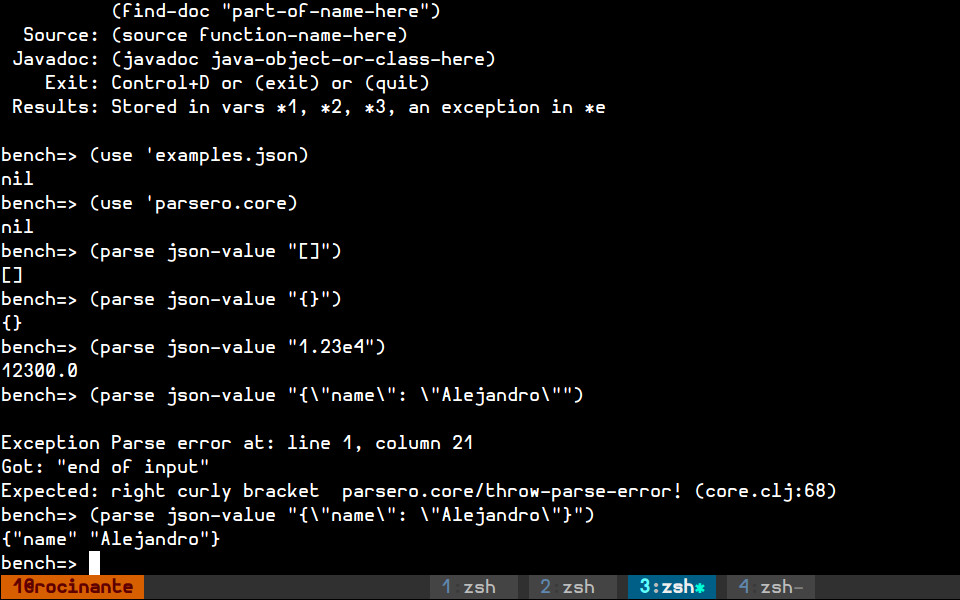 (find-doc "part-of-name-here")
Source: (source function-name-here)
Javadoc: (javadoc java-object-or-class-here)
Exit: Control+D or (exit) or (quit)
Results: Stored in vars *1, *2, *3, an exception in *e
bench=> (use 'examples.json)
nil
bench=> (use 'parsero.core)
nil
bench=> (parse json-value "[]")
[]
bench=> (parse json-value "{}")
{}
bench=> (parse json-value "1.23e4")
12300.0
bench=> (parse json-value "{\"name\": \"Alejandro\"")
Exception Parse error at: line 1, column 21
Got: "end of input"
Expected: right curly bracket  parsero.core/throw-parse-error! (core.clj:68)
bench=> (parse json-value "{\"name\": \"Alejandro\"}")
{"name" "Alejandro"}
bench=>
1@rocinante 1:zsh 2:zsh 3:zsh* 4:zsh-